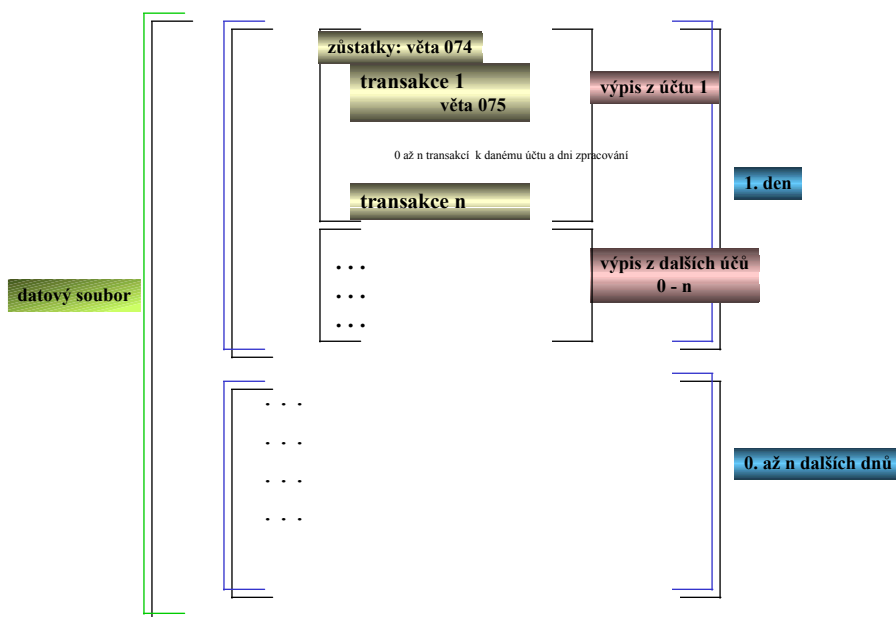 zůstatky: věta 074
transakce 1
věta 075
výpis z účtu 1
0 až n transakcí k danému účtu a dni zpracování
1. den
transakce n
výpis z dalších účů
0 - n
. . .
. . .
. . .
datový soubor
. . .
. . .
. . .
. . .
0. až n dalších dnů